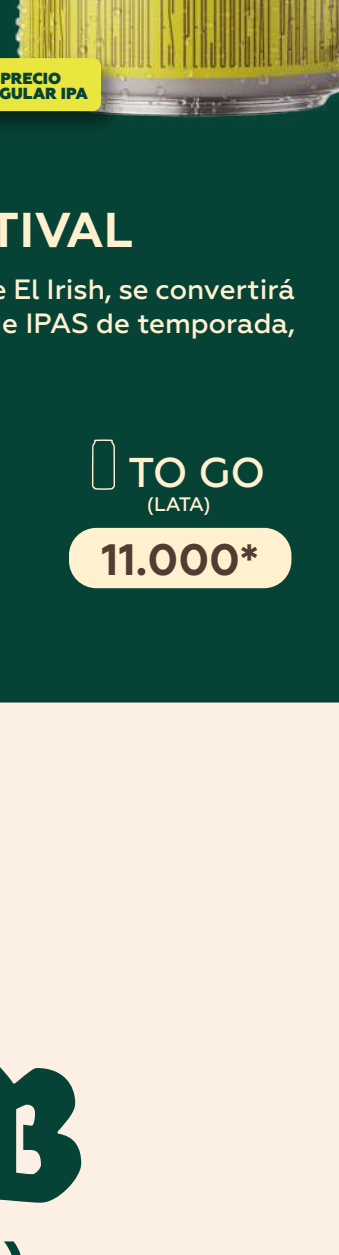 PRECIO
GULAR IPA
TIVAL
e El Irish, se convertirá
e IPAS de temporada,
TO GO
(LATA)
11.000*
B